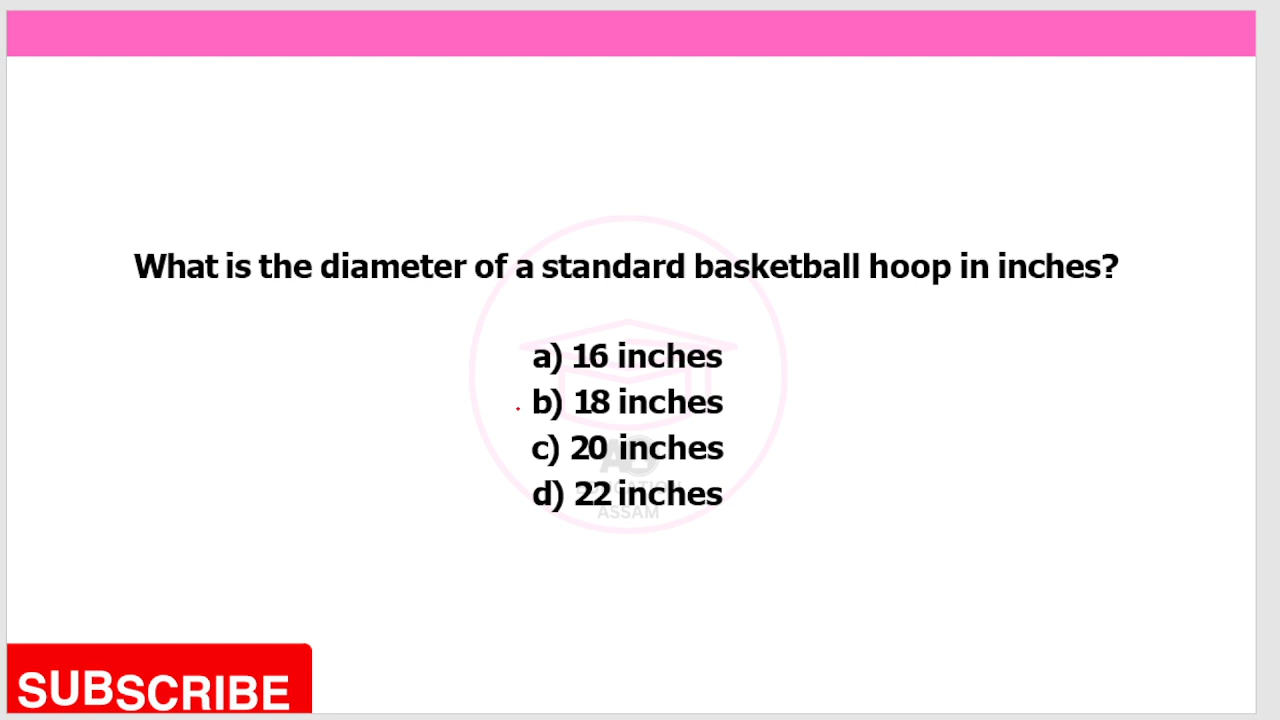 What is the diameter of a standard basketball hoop in inches?
a) 16 inches
b) 18 inches
c) 20 inches
d) 22 inches
ASSAM
SUBSCRIBE